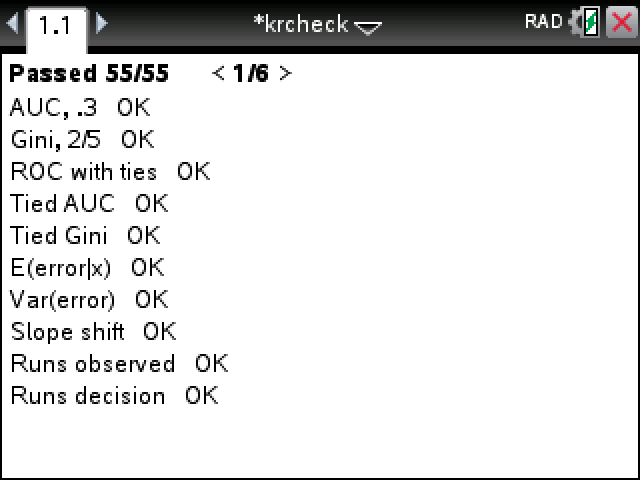 1.1
*krcheck
RAD
Passed 55/55 < 1/6 >
AUC, .3 OK
Gini, 2/5 OK
ROC with ties OK
Tied AUC OK
Tied Gini OK
E(error|x) OK
Var(error) OK
Slope shift OK
Runs observed OK
Runs decision OK